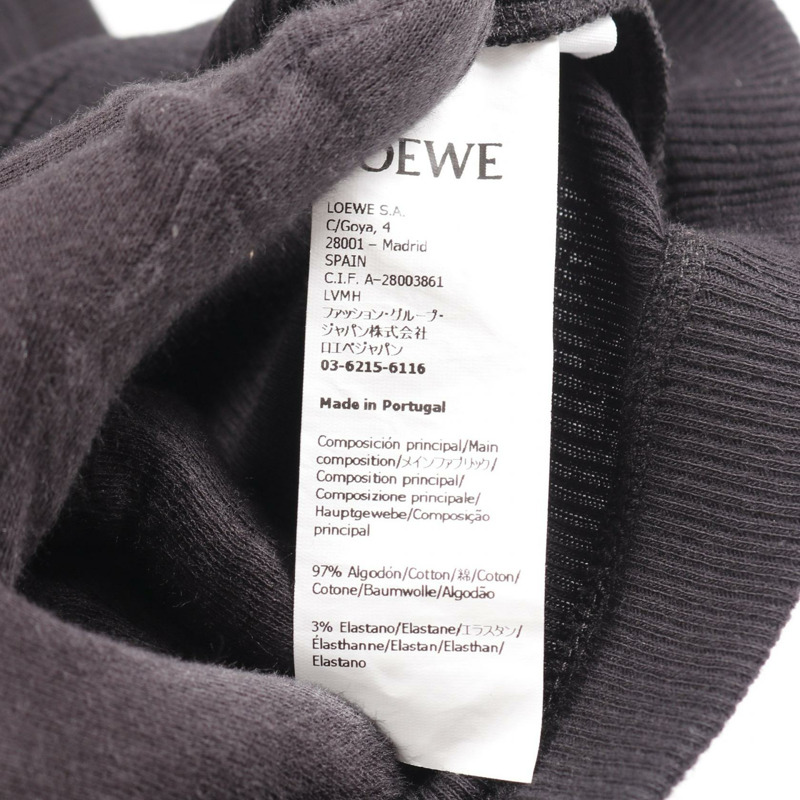 LOEWE
LOEWE S.A.
C/Goya, 4
28001 – Madrid
SPAIN
C.I.F. A-28003861
LVMH
ファッション・グループ・
ジャパン株式会社
ロエベジャパン
03-6215-6116
Made in Portugal
Composición principal/Main
composition/メインファブリック/
Composition principal/
Composizione principale/
Hauptgewebe/Composição
principal
97% Algodón/Cotton/綿/Coton/
Cotone/Baumwolle/Algodão
3% Elastano/Elastane/エラスタン/
Élasthanne/Elastan/Elasthan/
Elastano